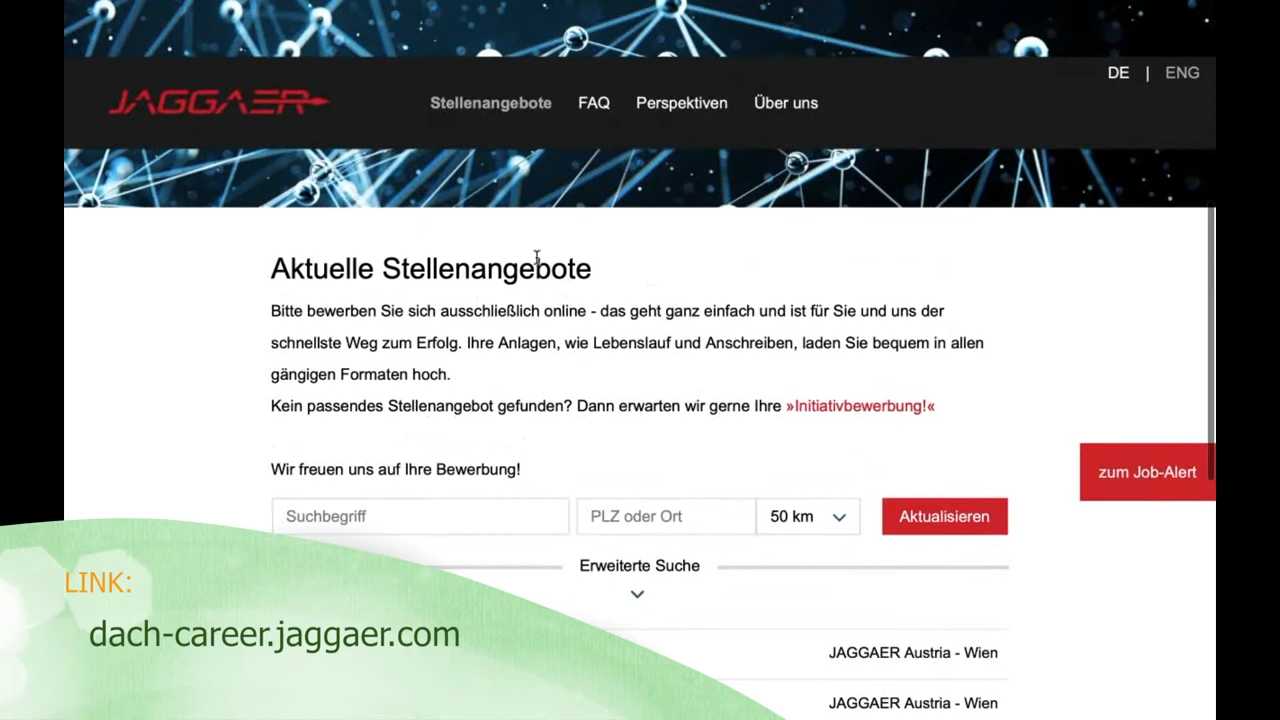 DE | ENG
JAGGAER
Stellenangebote FAQ Perspektiven Über uns
Aktuelle Stellenangebote
Bitte bewerben Sie sich ausschließlich online - das geht ganz einfach und ist für Sie und uns der
schnellste Weg zum Erfolg. Ihre Anlagen, wie Lebenslauf und Anschreiben, laden Sie bequem in allen
gängigen Formaten hoch.
Kein passendes Stellenangebot gefunden? Dann erwarten wir gerne Ihre »Initiativbewerbung!«
Wir freuen uns auf Ihre Bewerbung!
zum Job-Alert
Suchbegriff PLZ oder Ort 50 km Aktualisieren
Erweiterte Suche
LINK:
dach-career.jaggaer.com
JAGGAER Austria - Wien
JAGGAER Austria - Wien